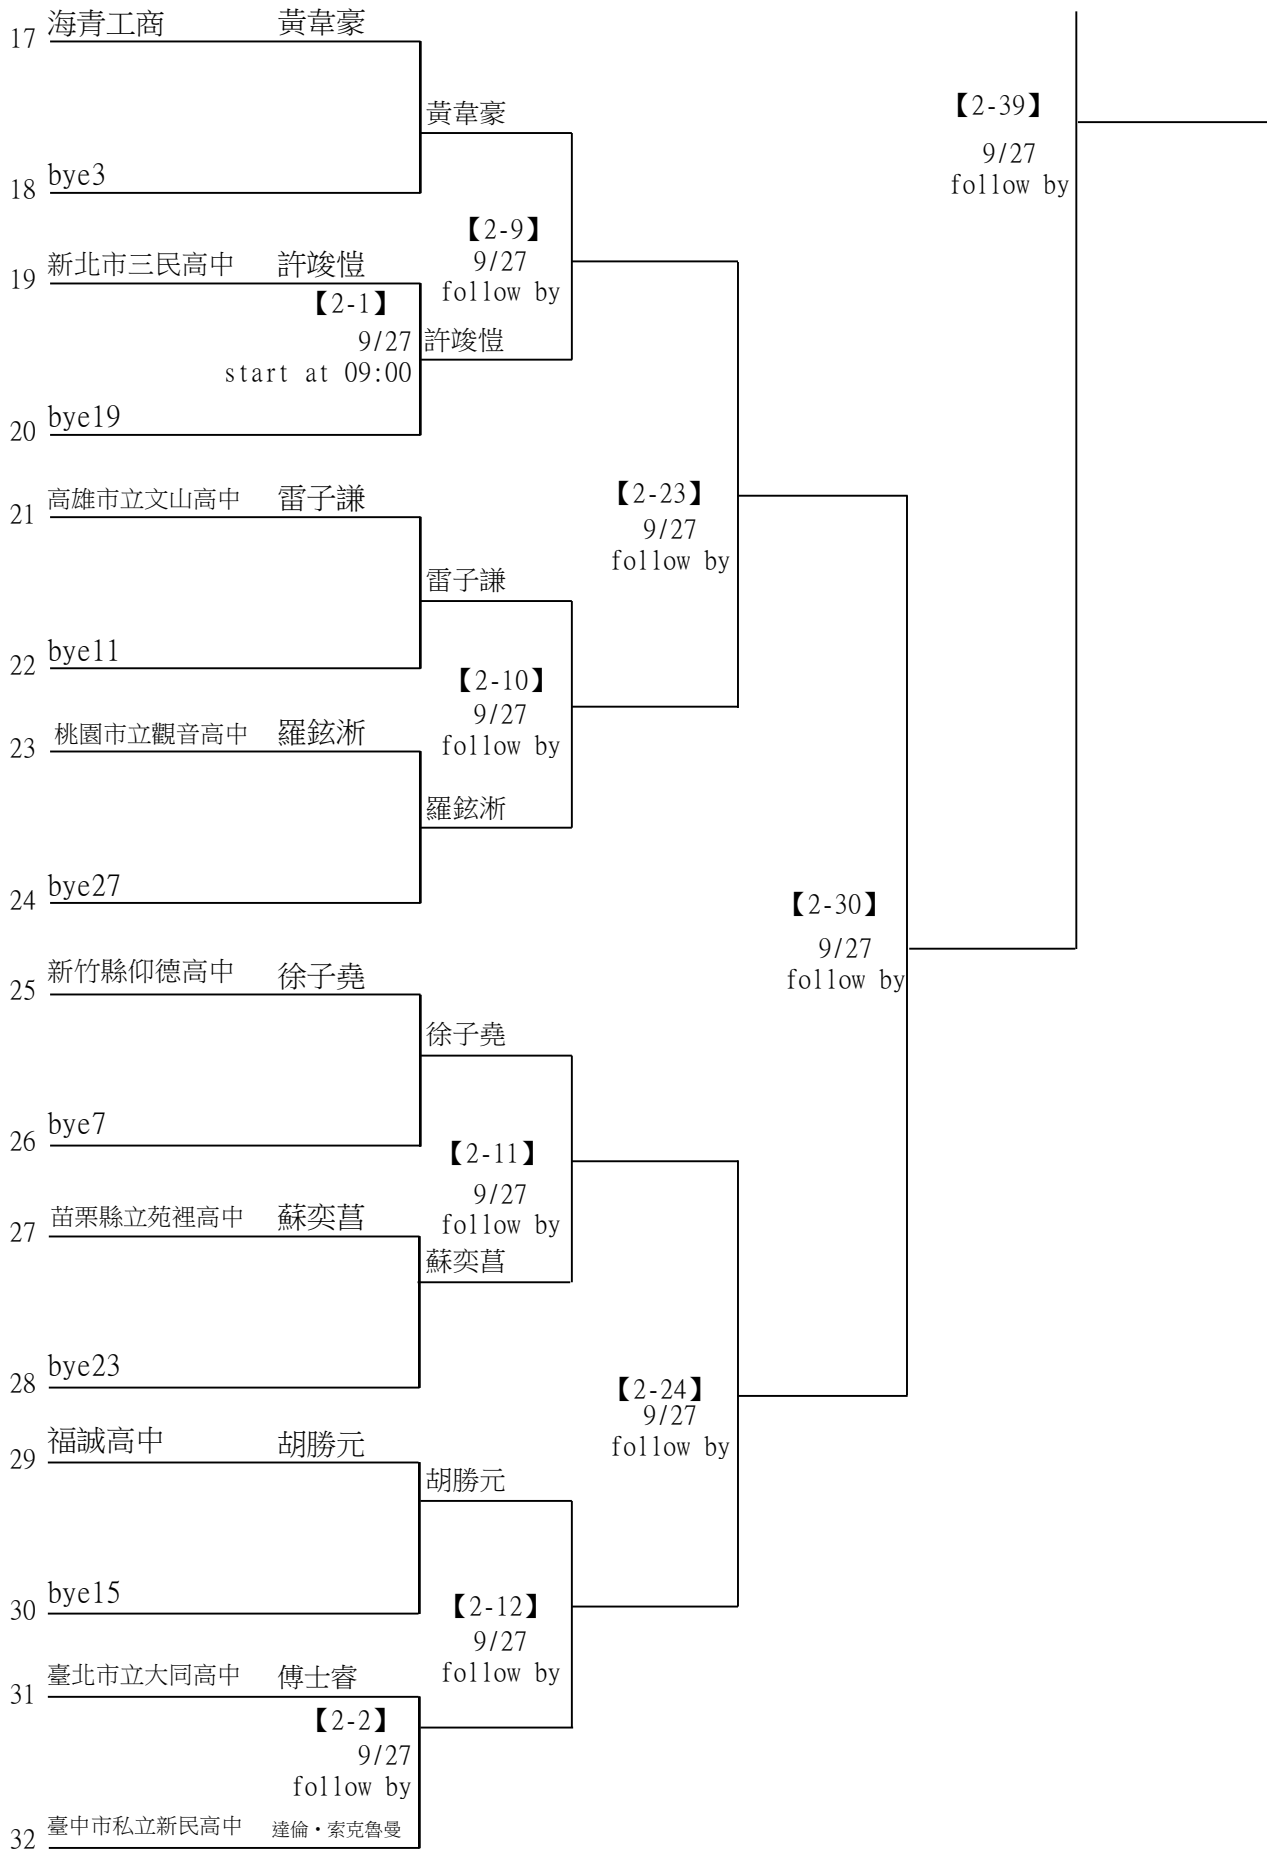 17 海青工商 黃韋豪
黃韋豪
【2-39】
9/27
follow by
18 bye3
【2-9】
9/27
follow by
19 新北市三民高中 許竣愷
【2-1】
9/27
start at 09:00
許竣愷
20 bye19
21 高雄市立文山高中 雷子謙
【2-23】
9/27
follow by
雷子謙
22 bye11
【2-10】
9/27
follow by
23 桃園市立觀音高中 羅鉉淅
羅鉉淅
24 bye27
【2-30】
9/27
follow by
25 新竹縣仰德高中 徐子堯
徐子堯
26 bye7
【2-11】
9/27
follow by
27 苗栗縣立苑裡高中 蘇奕菖
蘇奕菖
28 bye23
【2-24】
9/27
follow by
29 福誠高中 胡勝元
胡勝元
30 bye15
【2-12】
9/27
follow by
31 臺北市立大同高中 傅士睿
【2-2】
9/27
follow by
32 臺中市私立新民高中 達倫・索克魯曼